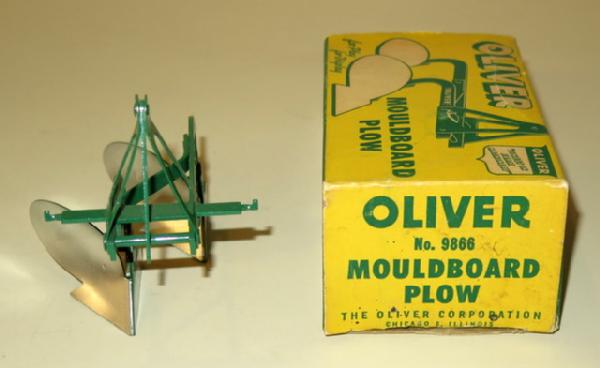 OLIVER
MOULDBOARD
PLOW
OLIVER
OLIVER
No. 9866
MOULDBOARD
PLOW
THE OLIVER CORPORATION
CHICAGO 6, ILLINOIS